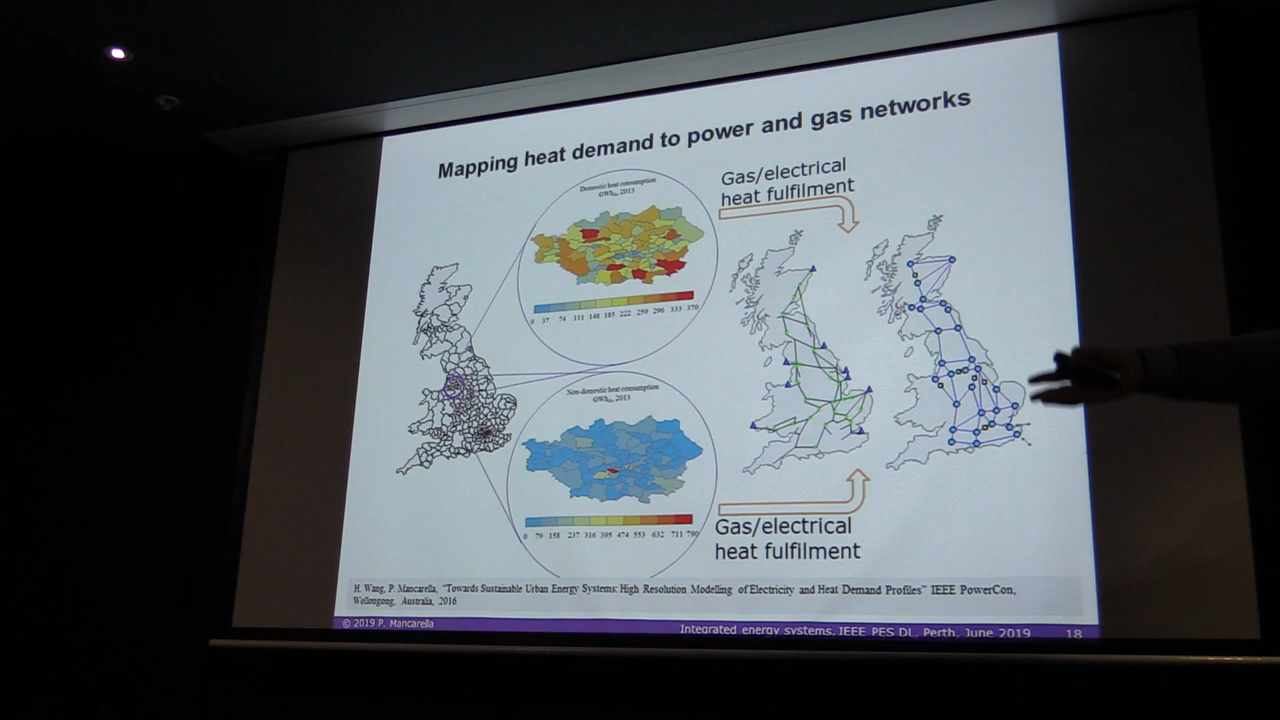 Mapping heat demand to power and gas networks
Domestic heat consumption
GWhth, 2013
0 37 74 111 148 185 222 259 296 333 370
Gas/electrical
heat fulfilment
Non-domestic heat consumption
GWhth, 2013
0 79 158 237 316 395 474 553 632 711 790
Gas/electrical
heat fulfilment
H. Wang, P. Mancarella, "Towards Sustainable Urban Energy Systems: High Resolution Modelling of Electricity and Heat Demand Profiles" IEEE PowerCon,
Wollongong, Australia, 2016
© 2019 P. Mancarella
Integrated energy systems, IEEE PES DL, Perth, June 2019
18